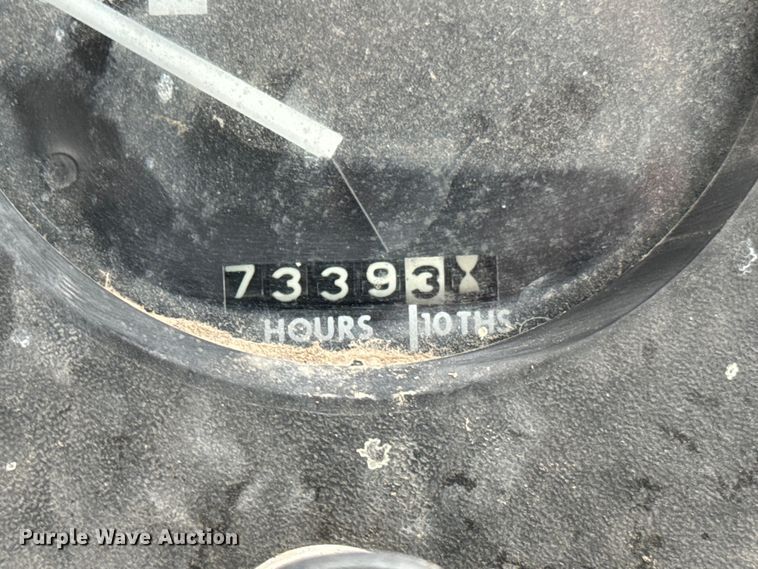 73393
HOURS 10THS
Purple Wave Auction